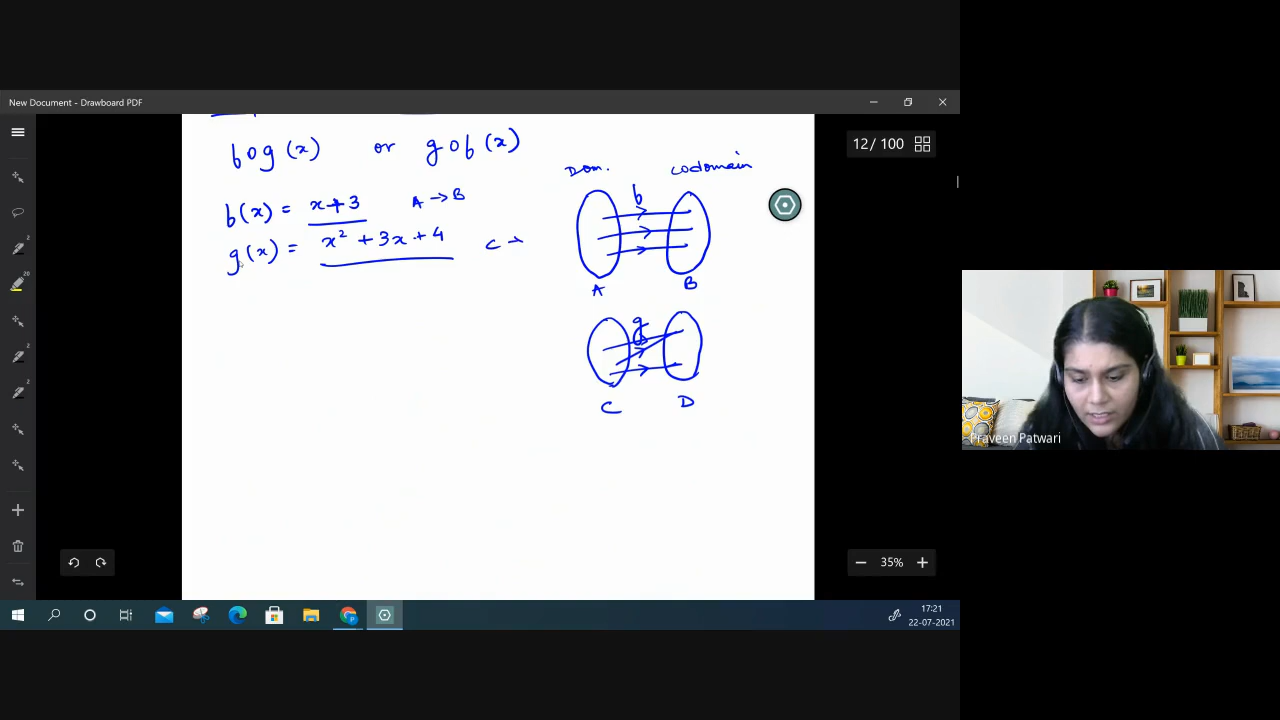 New Document - Drawboard PDF
fog(x) or gof(x)
12/100
Dom. codomain
f
f(x) = x+3 A → B
g(x) = x² + 3x + 4 C →
A B
g
C D
Praveen Patwari
35%
17:21
22-07-2021